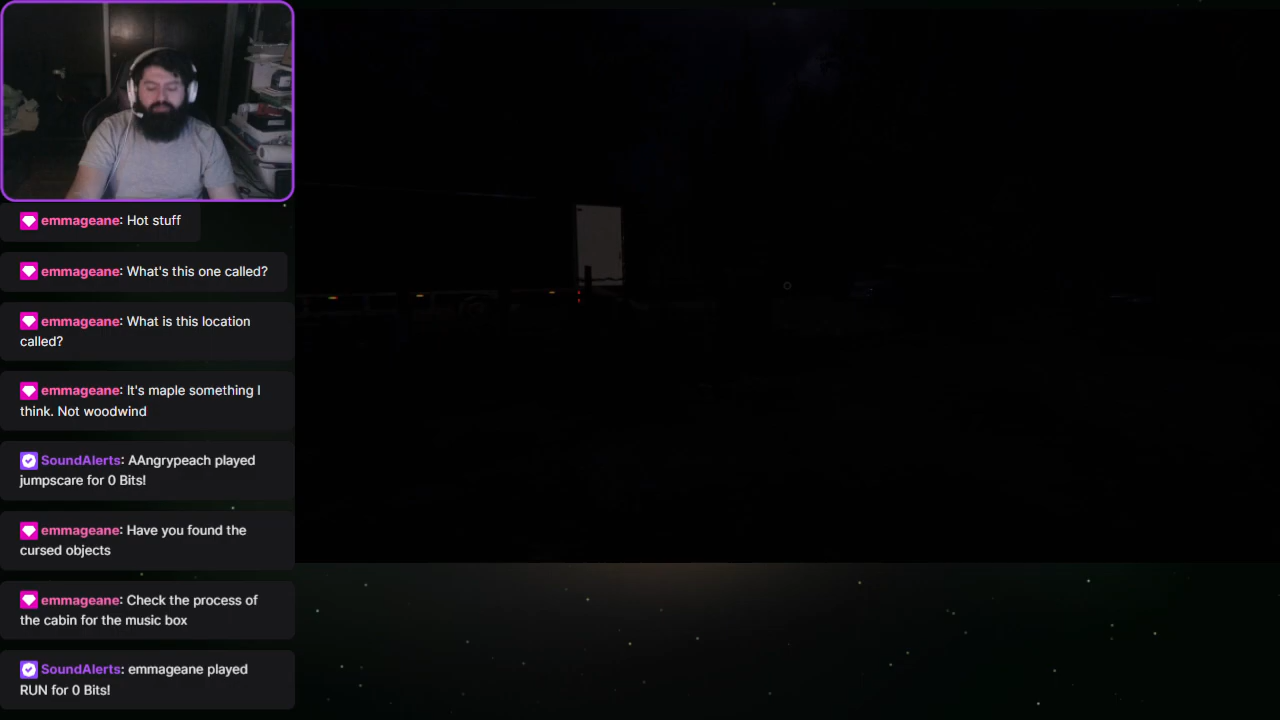 emmageane: Hot stuff
emmageane: What's this one called?
emmageane: What is this location
called?
emmageane: It's maple something I
think. Not woodwind
SoundAlerts: AAngrypeach played
jumpscare for 0 Bits!
emmageane: Have you found the
cursed objects
emmageane: Check the process of
the cabin for the music box
SoundAlerts: emmageane played
RUN for 0 Bits!